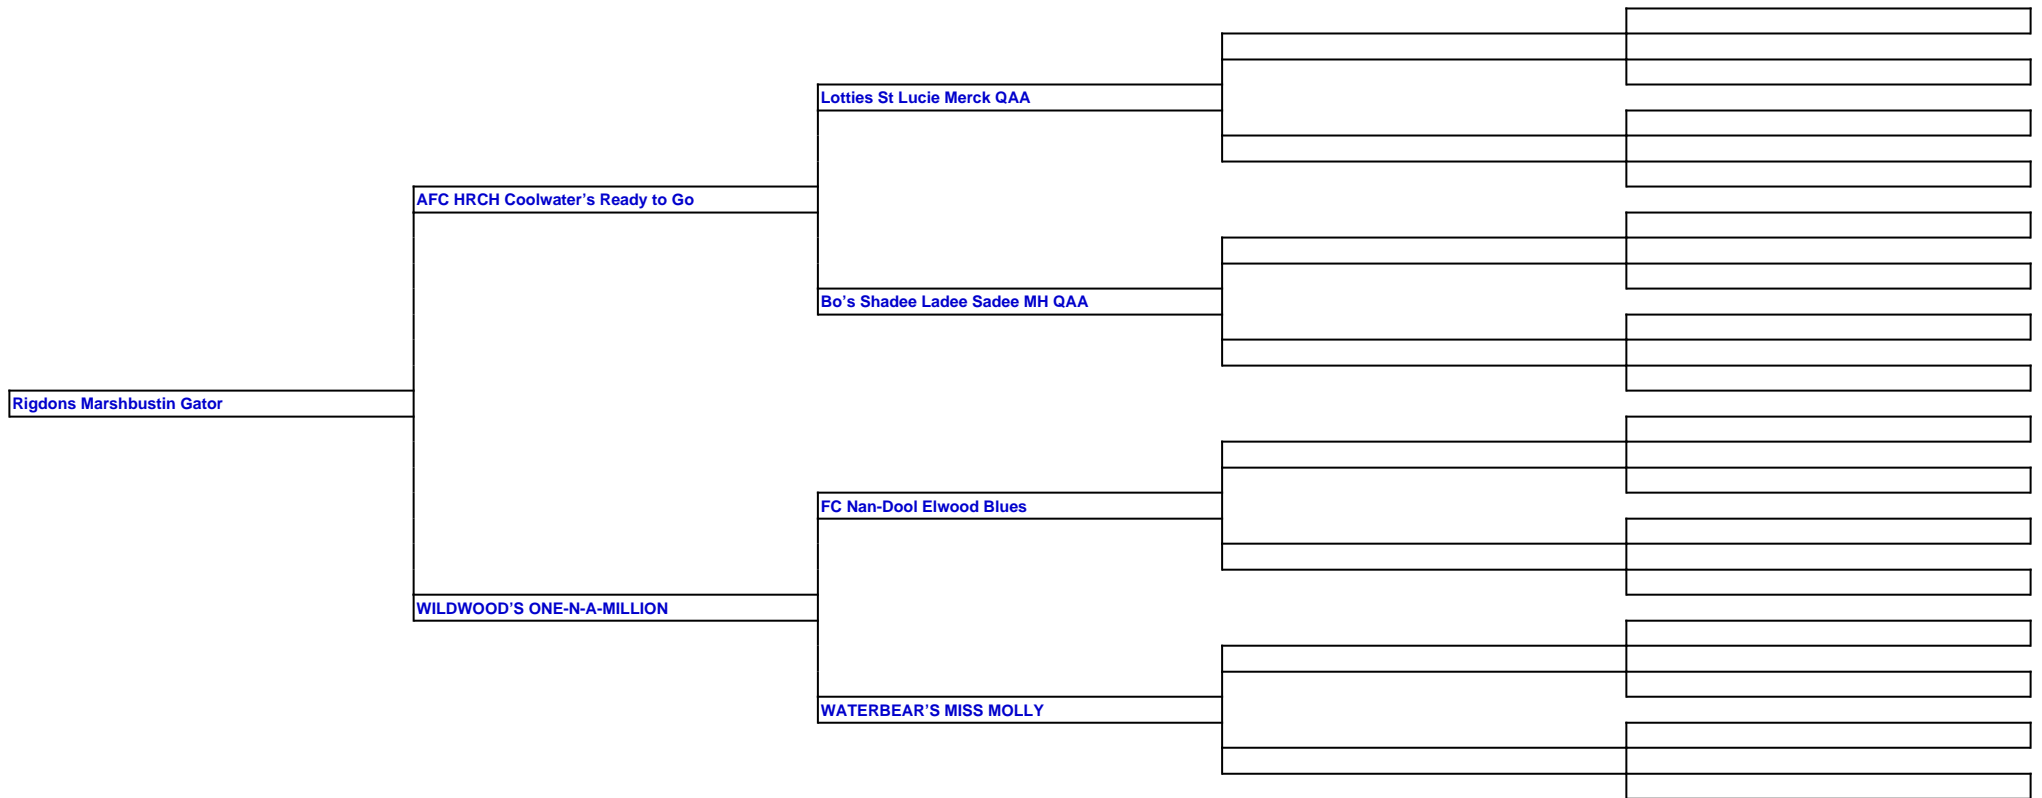 Lotties St Lucie Merck QAA
AFC HRCH Coolwater’s Ready to Go
Bo’s Shadee Ladee Sadee MH QAA
Rigdons Marshbustin Gator
FC Nan-Dool Elwood Blues
WILDWOOD’S ONE-N-A-MILLION
WATERBEAR’S MISS MOLLY